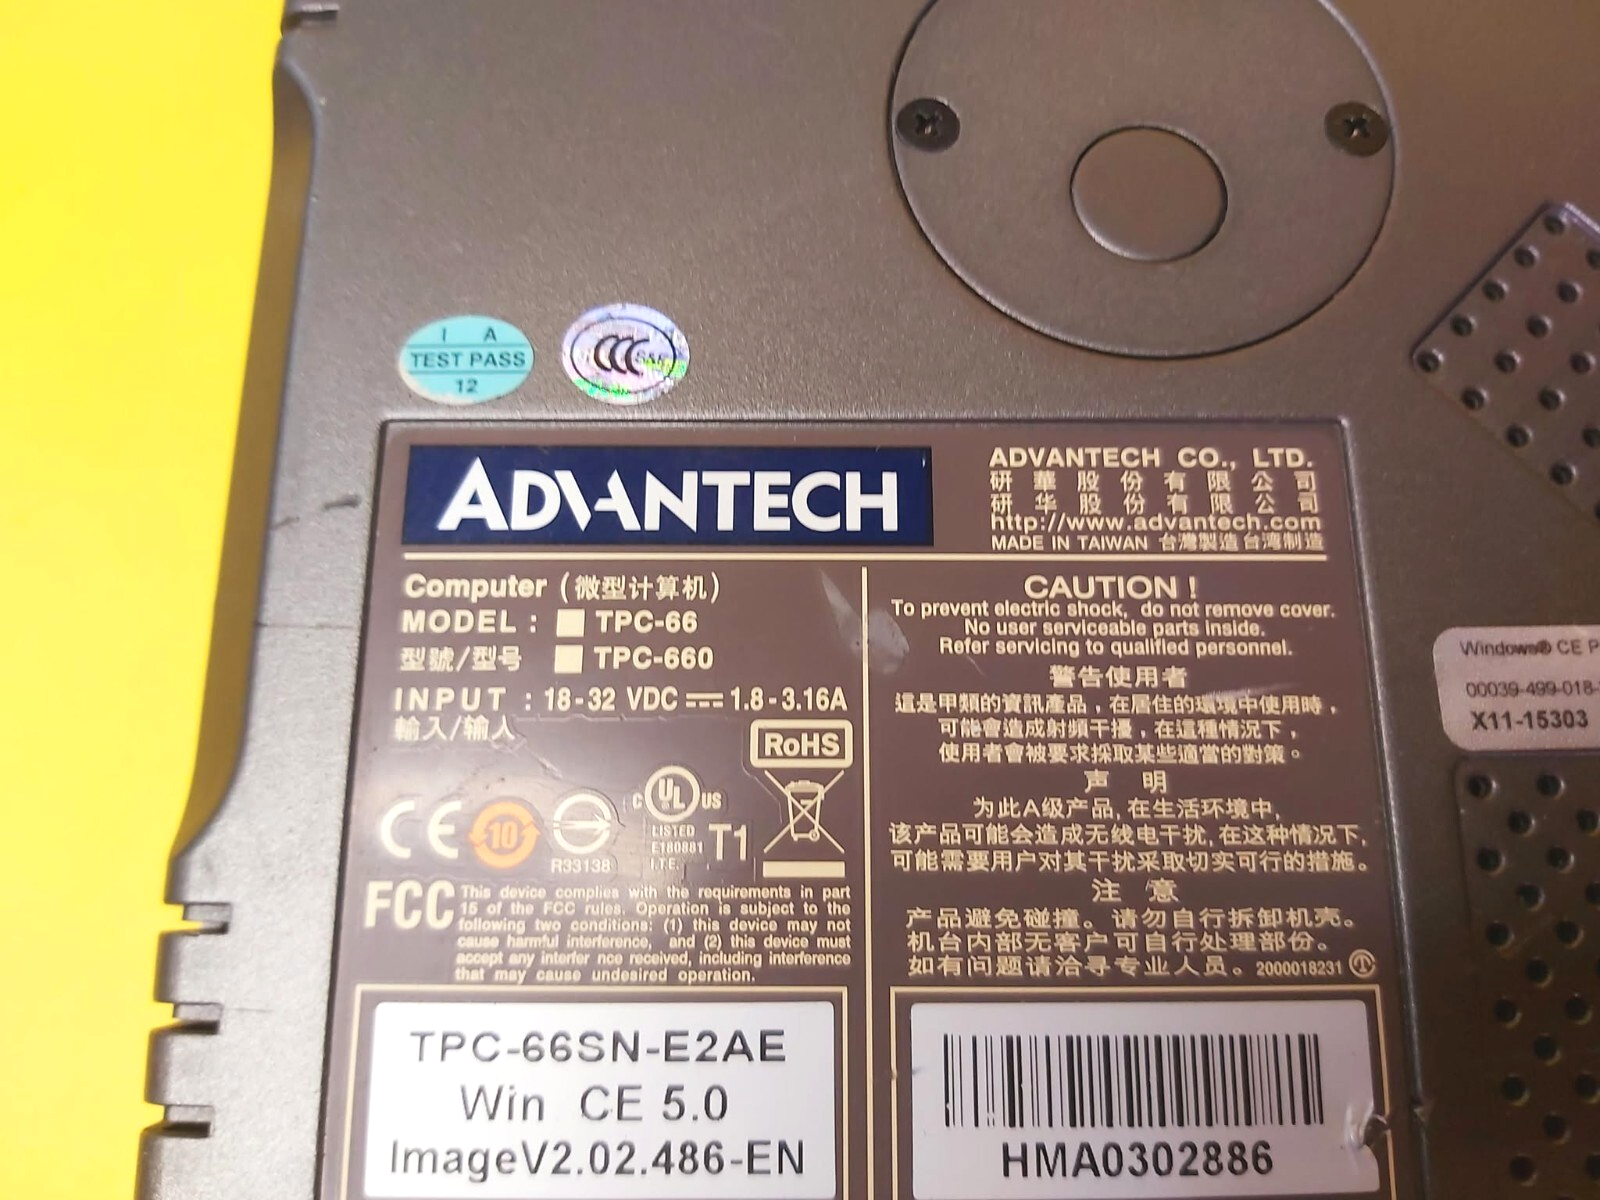 I A
TEST PASS
12
CCC S&E
ADVANTECH
ADVANTECH CO., LTD.
研華股份有限公司
研华股份有限公司
http://www.advantech.com
MADE IN TAIWAN 台灣製造 台湾制造
Computer (微型计算机)
MODEL : TPC-66
型號/型号 TPC-660
INPUT : 18-32 VDC 1.8-3.16A
輸入/输入
RoHS
CE
10
R33138
C UL US
LISTED
E180881
I.T.E.
T1
FCC This device complies with the requirements in part
15 of the FCC rules. Operation is subject to the
following two conditions: (1) this device may not
cause harmful interference, and (2) this device must
accept any interfer nce received, including interference
that may cause undesired operation.
CAUTION !
To prevent electric shock, do not remove cover.
No user serviceable parts inside.
Refer servicing to qualified personnel.
警告使用者
這是甲類的資訊產品，在居住的環境中使用時，
可能會造成射頻干擾，在這種情況下，
使用者會被要求採取某些適當的對策。
声 明
为此A级产品,在生活环境中,
该产品可能会造成无线电干扰,在这种情况下,
可能需要用户对其干扰采取切实可行的措施。
注 意
产品避免碰撞。请勿自行拆卸机壳。
机台内部无客户可自行处理部份。
如有问题请洽寻专业人员。2000018231
Windows® CE P
00039-499-018-
X11-15303
TPC-66SN-E2AE
Win CE 5.0
ImageV2.02.486-EN
HMA0302886